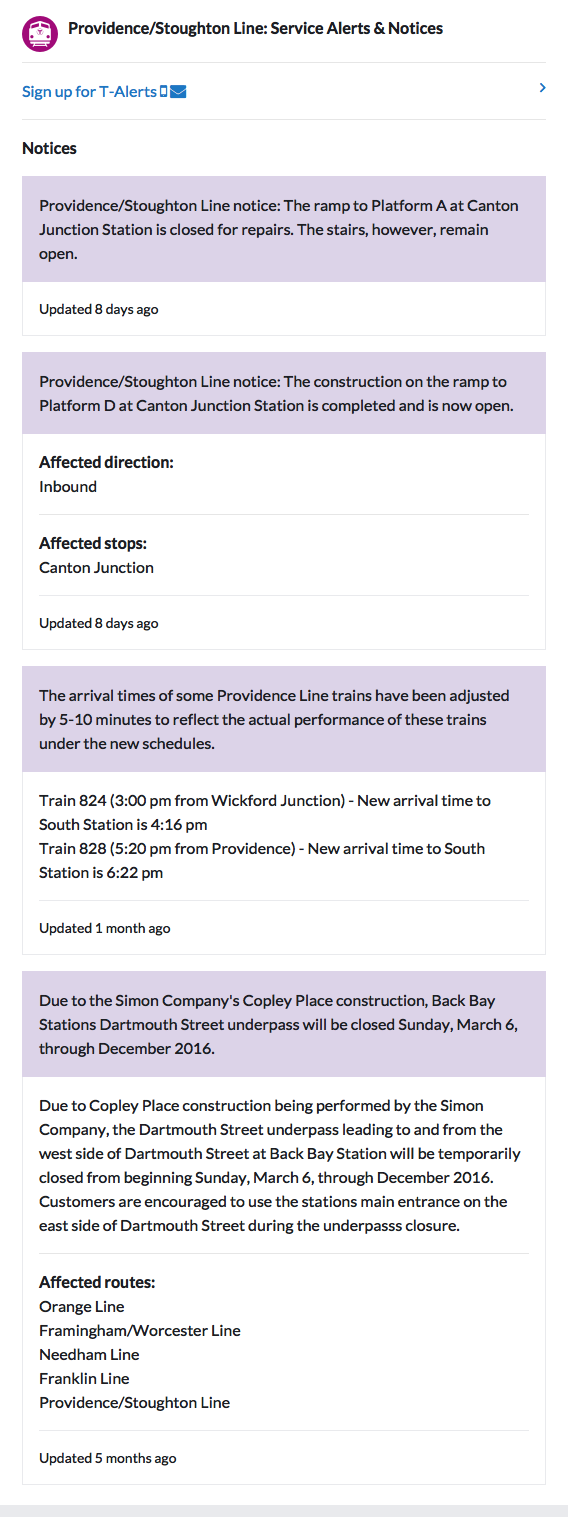 Providence/Stoughton Line: Service Alerts & Notices
Sign up for T-Alerts
Notices
Providence/Stoughton Line notice: The ramp to Platform A at Canton
Junction Station is closed for repairs. The stairs, however, remain
open.
Updated 8 days ago
Providence/Stoughton Line notice: The construction on the ramp to
Platform D at Canton Junction Station is completed and is now open.
Affected direction:
Inbound
Affected stops:
Canton Junction
Updated 8 days ago
The arrival times of some Providence Line trains have been adjusted
by 5-10 minutes to reflect the actual performance of these trains
under the new schedules.
Train 824 (3:00 pm from Wickford Junction) - New arrival time to
South Station is 4:16 pm
Train 828 (5:20 pm from Providence) - New arrival time to South
Station is 6:22 pm
Updated 1 month ago
Due to the Simon Company's Copley Place construction, Back Bay
Stations Dartmouth Street underpass will be closed Sunday, March 6,
through December 2016.
Due to Copley Place construction being performed by the Simon
Company, the Dartmouth Street underpass leading to and from the
west side of Dartmouth Street at Back Bay Station will be temporarily
closed from beginning Sunday, March 6, through December 2016.
Customers are encouraged to use the stations main entrance on the
east side of Dartmouth Street during the underpasss closure.
Affected routes:
Orange Line
Framingham/Worcester Line
Needham Line
Franklin Line
Providence/Stoughton Line
Updated 5 months ago